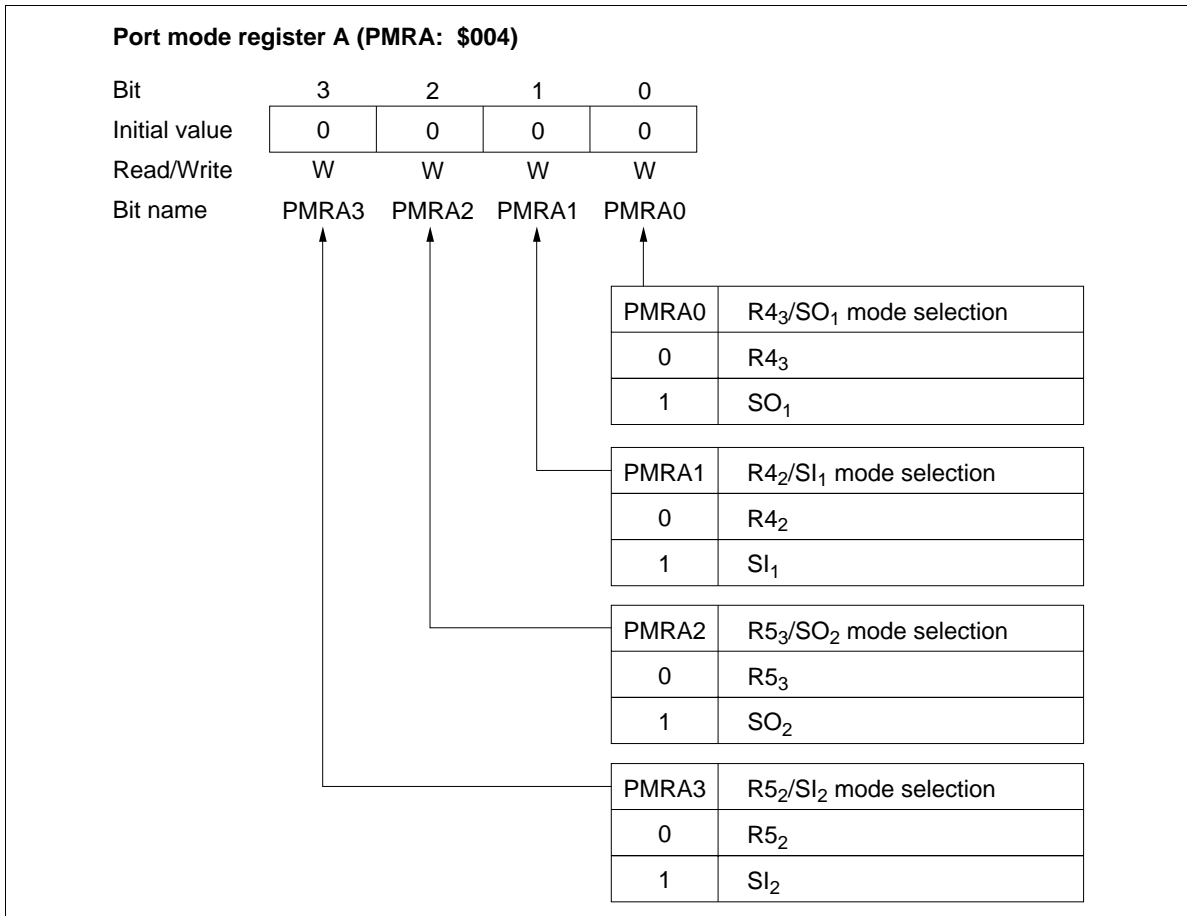 Port mode register A (PMRA: $004)
Bit 3 2 1 0
Initial value 0 0 0 0
Read/Write W W W W
Bit name PMRA3 PMRA2 PMRA1 PMRA0
PMRA0 R4₃/SO₁ mode selection
0 R4₃
1 SO₁
PMRA1 R4₂/SI₁ mode selection
0 R4₂
1 SI₁
PMRA2 R5₃/SO₂ mode selection
0 R5₃
1 SO₂
PMRA3 R5₂/SI₂ mode selection
0 R5₂
1 SI₂